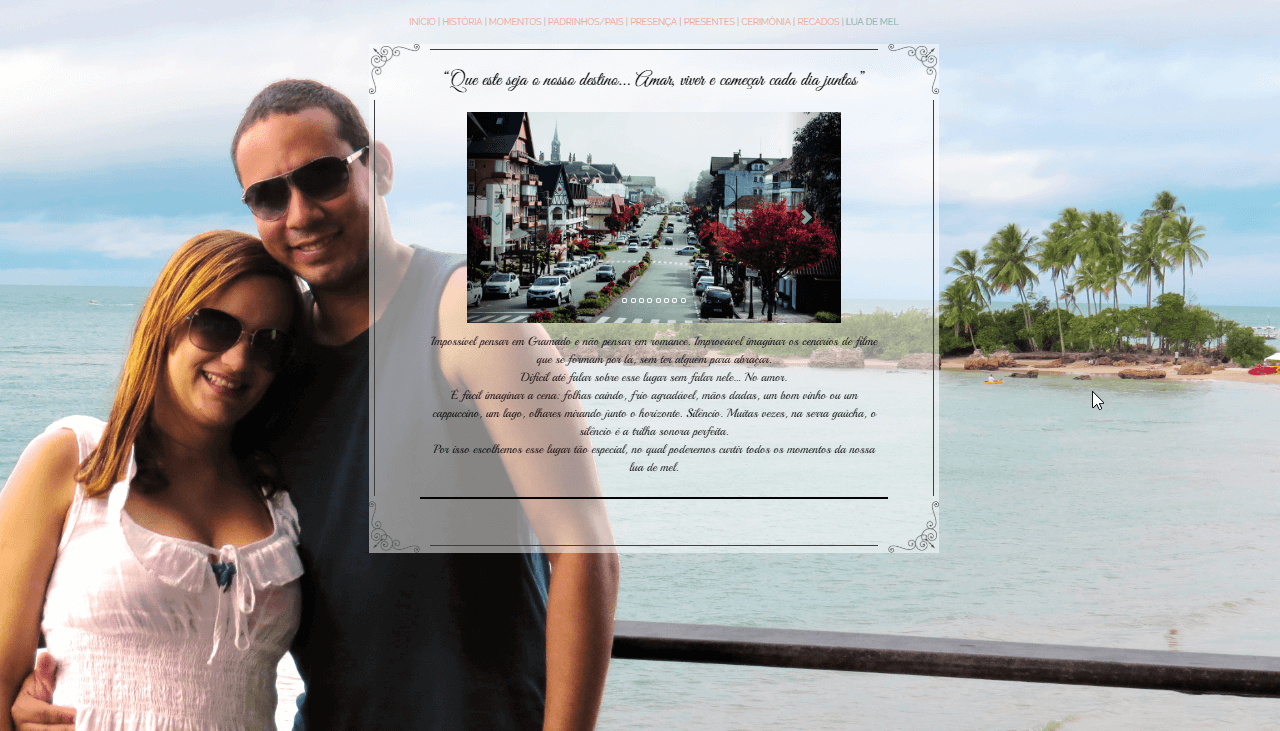 INÍCIO | HISTÓRIA | MOMENTOS | PADRINHOS/PAIS | PRESENÇA | PRESENTES | CERIMÔNIA | RECADOS | LUA DE MEL
“Que este seja o nosso destino... Amar, viver e começar cada dia juntos”
Impossível pensar em Gramado e não pensar em romance. Improvável imaginar os cenários de filme
que se formam por la, sem ter alguem para abraçar.
Difícil até falar sobre esse lugar sem falar nele... No amor.
É fácil imaginar a cena: folhas caindo, frio agradável, mãos dadas, um bom vinho ou um
cappuccino, um lago, olhares mirando junto o horizonte. Silêncio. Muitas vezes, na serra gaúcha, o
silêncio é a trilha sonora perfeita.
Por isso escolhemos esse lugar tão especial, no qual poderemos curtir todos os momentos da nossa
lua de mel.